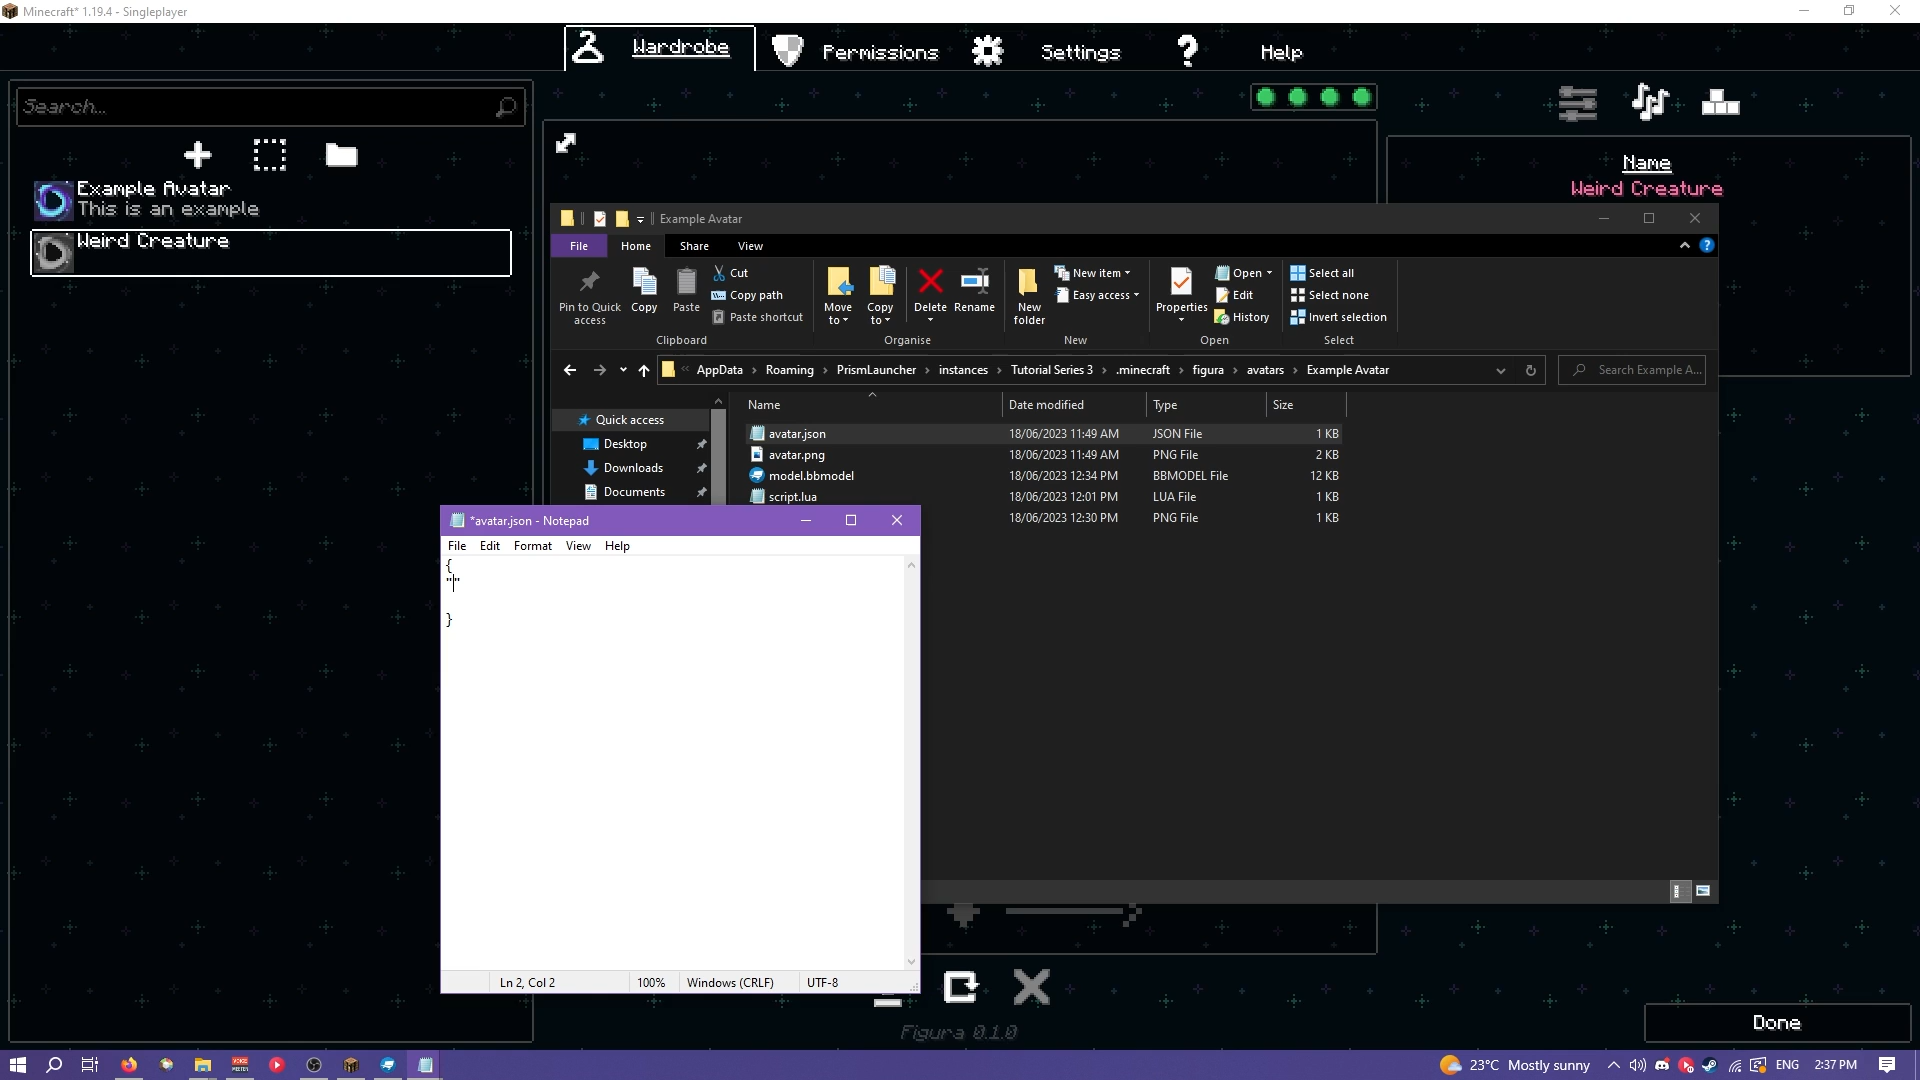 Minecraft* 1.19.4 - Singleplayer
Wardrobe
Permissions
Settings
Help
Search...
Example Avatar
This is an example
Weird Creature
Name
Weird Creature
Example Avatar
File
Home
Share
View
Pin to Quick access
Copy
Paste
Cut
Copy path
Paste shortcut
Clipboard
Move to
Copy to
Delete
Rename
Organise
New folder
New item
Easy access
New
Properties
Open
Edit
History
Open
Select all
Select none
Invert selection
Select
AppData › Roaming › PrismLauncher › instances › Tutorial Series 3 › .minecraft › figura › avatars › Example Avatar
Search Example A...
Quick access
Desktop
Downloads
Documents
Name Date modified Type Size
avatar.json 18/06/2023 11:49 AM JSON File 1 KB
avatar.png 18/06/2023 11:49 AM PNG File 2 KB
model.bbmodel 18/06/2023 12:34 PM BBMODEL File 12 KB
script.lua 18/06/2023 12:01 PM LUA File 1 KB
18/06/2023 12:30 PM PNG File 1 KB
*avatar.json - Notepad
File Edit Format View Help
{
""
}
Ln 2, Col 2 100% Windows (CRLF) UTF-8
Figura 0.1.0
Done
23°C Mostly sunny
ENG
2:37 PM